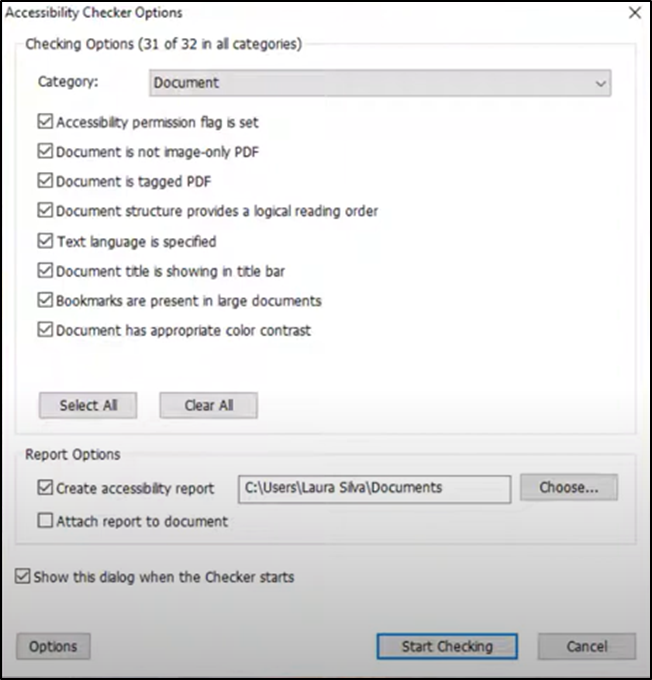 Accessibility Checker Options
Checking Options (31 of 32 in all categories)
Category: Document
Accessibility permission flag is set
Document is not image-only PDF
Document is tagged PDF
Document structure provides a logical reading order
Text language is specified
Document title is showing in title bar
Bookmarks are present in large documents
Document has appropriate color contrast
Select All Clear All
Report Options
Create accessibility report C:\Users\Laura Silva\Documents Choose...
Attach report to document
Show this dialog when the Checker starts
Options Start Checking Cancel